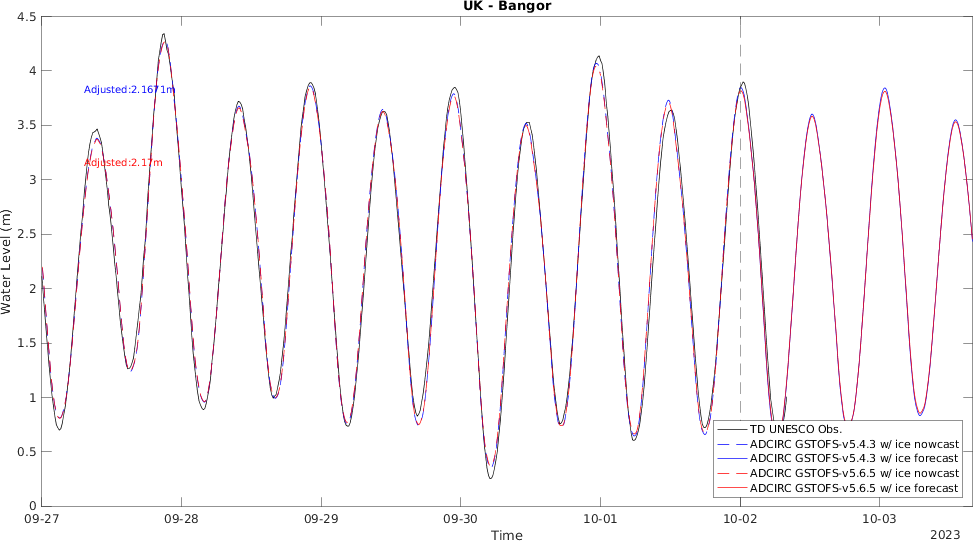 UK - Bangor
4.5
4
3.5
3
2.5
2
1.5
1
0.5
0
Water Level (m)
Adjusted:2.1671m
Adjusted:2.17m
TD UNESCO Obs.
ADCIRC GSTOFS-v5.4.3 w/ ice nowcast
ADCIRC GSTOFS-v5.4.3 w/ ice forecast
ADCIRC GSTOFS-v5.6.5 w/ ice nowcast
ADCIRC GSTOFS-v5.6.5 w/ ice forecast
09-27 09-28 09-29 09-30 10-01 10-02 10-03
Time
2023